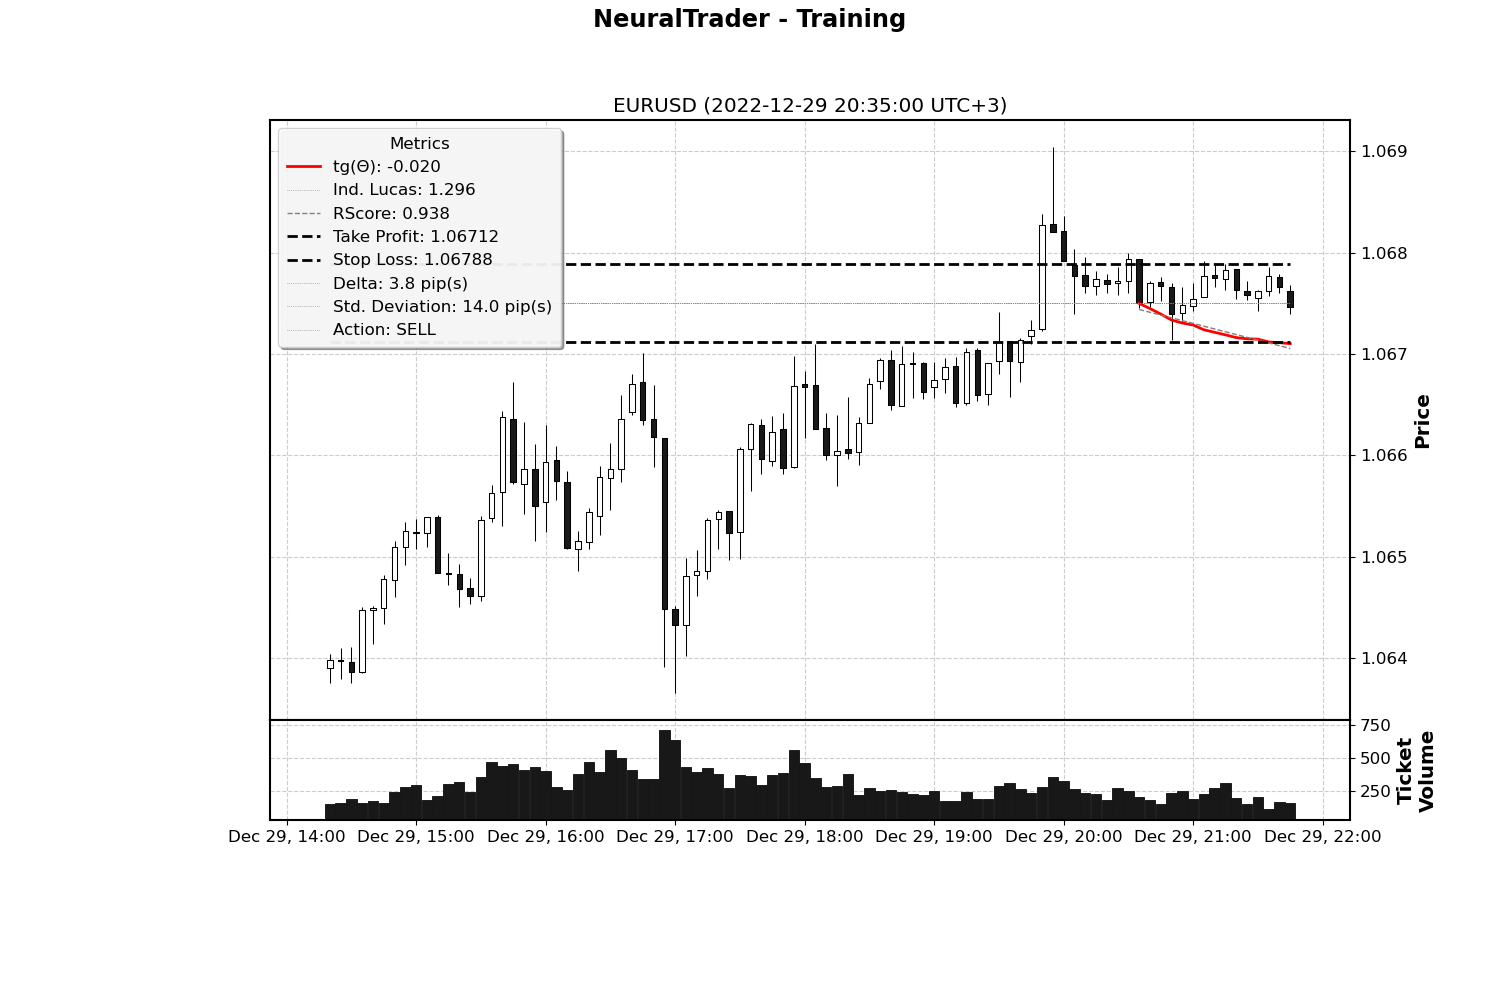 NeuralTrader - Training
EURUSD (2022-12-29 20:35:00 UTC+3)
Metrics
tg(Θ): -0.020
Ind. Lucas: 1.296
RScore: 0.938
Take Profit: 1.06712
Stop Loss: 1.06788
Delta: 3.8 pip(s)
Std. Deviation: 14.0 pip(s)
Action: SELL
1.069
1.068
1.067
1.066
1.065
1.064
Price
750
500
250
Ticket
Volume
Dec 29, 14:00 Dec 29, 15:00 Dec 29, 16:00 Dec 29, 17:00 Dec 29, 18:00 Dec 29, 19:00 Dec 29, 20:00 Dec 29, 21:00 Dec 29, 22:00